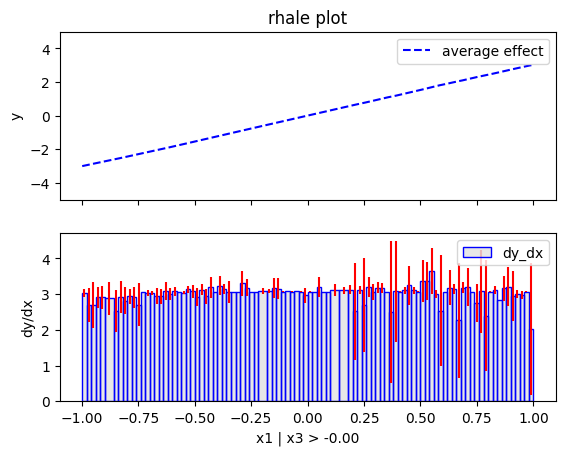 rhale plot
average effect
4
2
0
−2
−4
y
dy_dx
4
3
2
1
0
dy/dx
−1.00 −0.75 −0.50 −0.25 0.00 0.25 0.50 0.75 1.00
x1 | x3 > -0.00